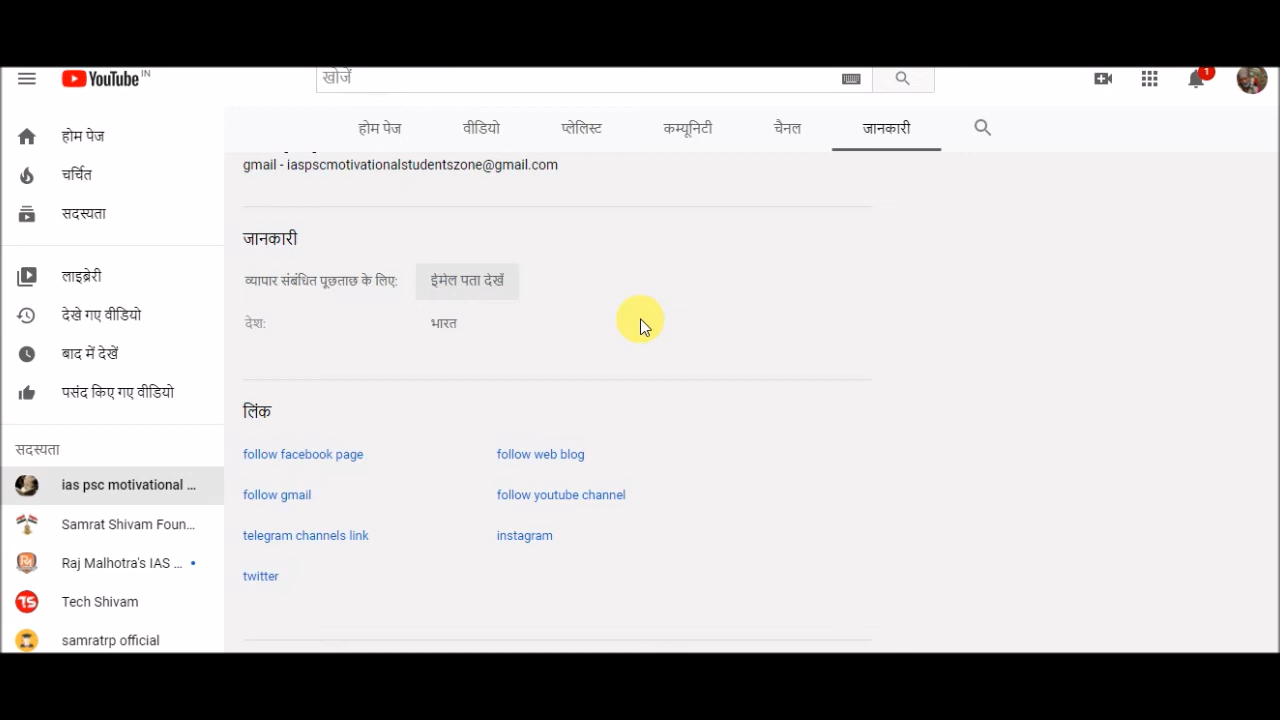 YouTube IN
खोजें
1
होम पेज
वीडियो
प्लेलिस्ट
कम्यूनिटी
चैनल
जानकारी
होम पेज
चर्चित
सदस्यता
लाइब्रेरी
देखे गए वीडियो
बाद में देखें
पसंद किए गए वीडियो
सदस्यता
ias psc motivational ...
Samrat Shivam Foun...
Raj Malhotra's IAS ...
Tech Shivam
samratrp official
gmail - iaspscmotivationalstudentszone@gmail.com
जानकारी
व्यापार संबंधित पूछताछ के लिए: ईमेल पता देखें
देश: भारत
लिंक
follow facebook page
follow web blog
follow gmail
follow youtube channel
telegram channels link
instagram
twitter